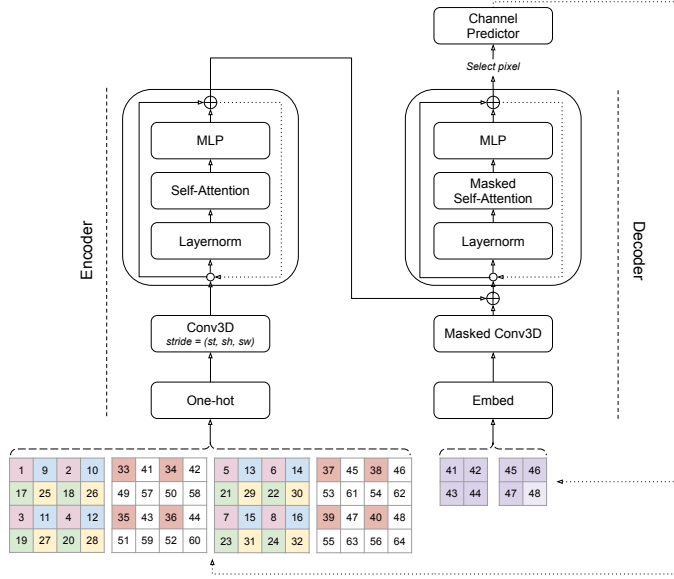 Channel
Predictor
Select pixel
MLP
MLP
Self-Attention
Masked
Self-Attention
Layernorm
Layernorm
Encoder
Decoder
Conv3D
stride = (st, sh, sw)
Masked Conv3D
One-hot
Embed
1 9 2 10 33 41 34 42 5 13 6 14 37 45 38 46 41 42 45 46
17 25 18 26 49 57 50 58 21 29 22 30 53 61 54 62 43 44 47 48
3 11 4 12 35 43 36 44 7 15 8 16 39 47 40 48
19 27 20 28 51 59 52 60 23 31 24 32 55 63 56 64